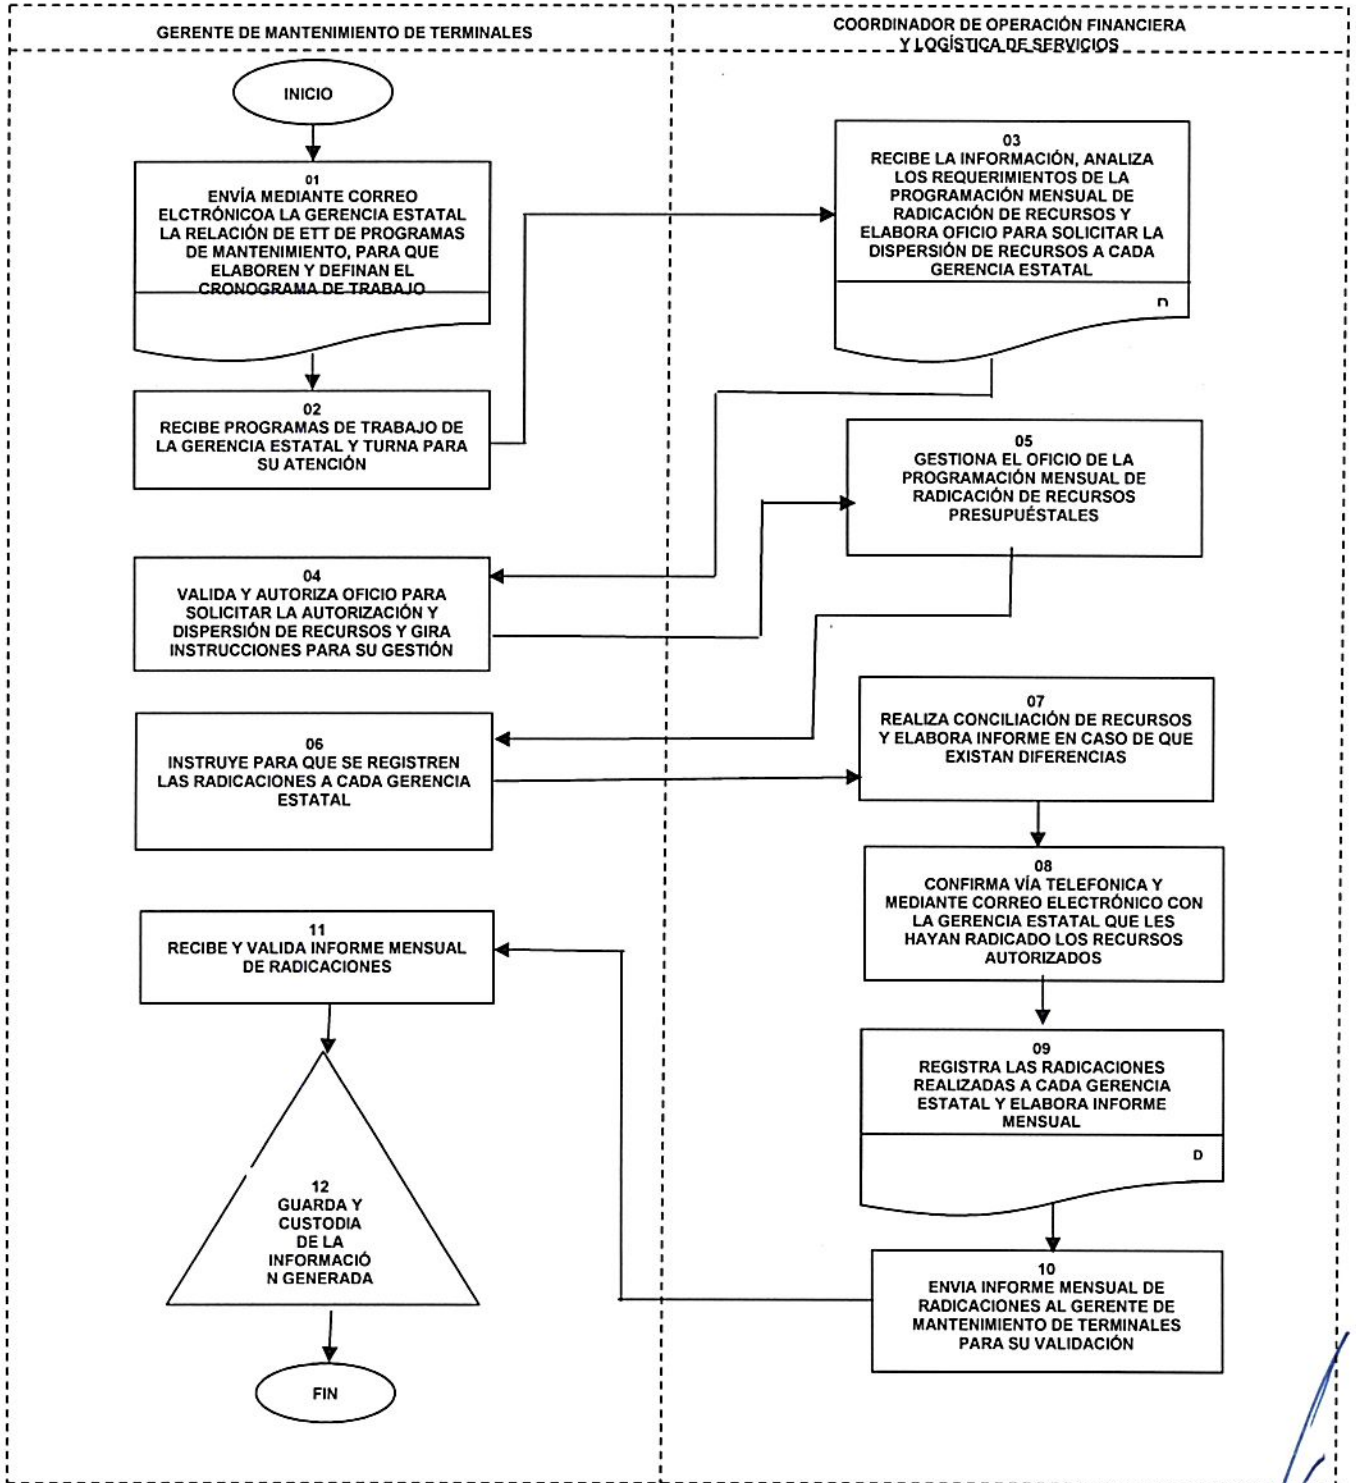 GERENTE DE MANTENIMIENTO DE TERMINALES
COORDINADOR DE OPERACIÓN FINANCIERA
Y LOGÍSTICA DE SERVICIOS
INICIO
01
ENVÍA MEDIANTE CORREO
ELCTRÓNICOA LA GERENCIA ESTATAL
LA RELACIÓN DE ETT DE PROGRAMAS
DE MANTENIMIENTO, PARA QUE
ELABOREN Y DEFINAN EL
CRONOGRAMA DE TRABAJO
02
RECIBE PROGRAMAS DE TRABAJO DE
LA GERENCIA ESTATAL Y TURNA PARA
SU ATENCIÓN
03
RECIBE LA INFORMACIÓN, ANALIZA
LOS REQUERIMIENTOS DE LA
PROGRAMACIÓN MENSUAL DE
RADICACIÓN DE RECURSOS Y
ELABORA OFICIO PARA SOLICITAR LA
DISPERSIÓN DE RECURSOS A CADA
GERENCIA ESTATAL
D
04
VALIDA Y AUTORIZA OFICIO PARA
SOLICITAR LA AUTORIZACIÓN Y
DISPERSIÓN DE RECURSOS Y GIRA
INSTRUCCIONES PARA SU GESTIÓN
05
GESTIONA EL OFICIO DE LA
PROGRAMACIÓN MENSUAL DE
RADICACIÓN DE RECURSOS
PRESUPUÉSTALES
06
INSTRUYE PARA QUE SE REGISTREN
LAS RADICACIONES A CADA GERENCIA
ESTATAL
07
REALIZA CONCILIACIÓN DE RECURSOS
Y ELABORA INFORME EN CASO DE QUE
EXISTAN DIFERENCIAS
08
CONFIRMA VÍA TELEFONICA Y
MEDIANTE CORREO ELECTRÓNICO CON
LA GERENCIA ESTATAL QUE LES
HAYAN RADICADO LOS RECURSOS
AUTORIZADOS
09
REGISTRA LAS RADICACIONES
REALIZADAS A CADA GERENCIA
ESTATAL Y ELABORA INFORME
MENSUAL
D
10
ENVIA INFORME MENSUAL DE
RADICACIONES AL GERENTE DE
MANTENIMIENTO DE TERMINALES
PARA SU VALIDACIÓN
11
RECIBE Y VALIDA INFORME MENSUAL
DE RADICACIONES
12
GUARDA Y
CUSTODIA
DE LA
INFORMACIÓ
N GENERADA
FIN